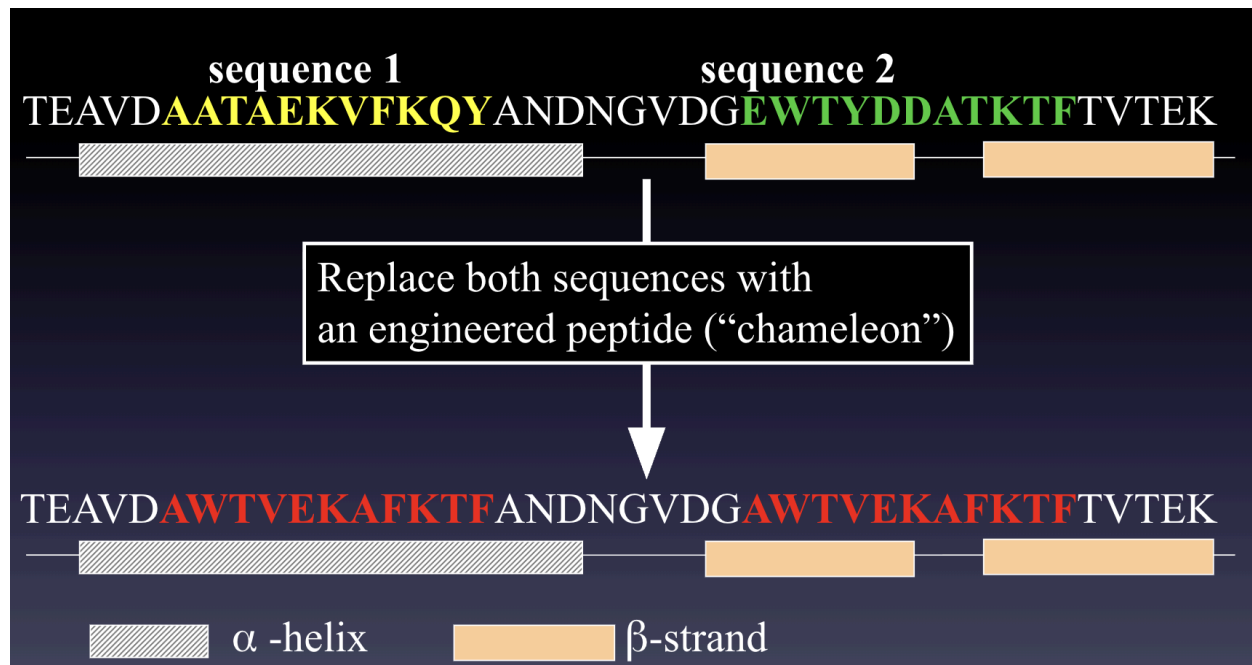 sequence 1 sequence 2
TEAVDAATAEKVFKQYANDNGVDGEWTYDDATKTFTVTEK
Replace both sequences with
an engineered peptide (“chameleon”)
TEAVDAWTVEKAFKTFANDNGVDGAWTVEKAFKTFTVTEK
α -helix β-strand